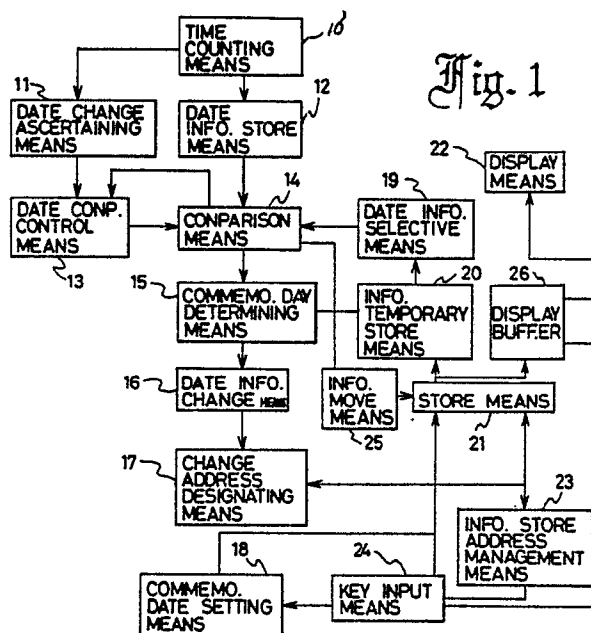 10
TIME
COUNTING
MEANS
Fig. 1
11
DATE CHANGE
ASCERTAINING
MEANS
12
DATE
INFO. STORE
MEANS
22
DISPLAY
MEANS
DATE CONP.
CONTROL
MEANS
13
14
CONPARISON
MEANS
19
DATE INFO.
SELECTIVE
MEANS
15
COMMEMO. DAY
DETERMINING
MEANS
20
INFO.
TEMPORARY
STORE
MEANS
26
DISPLAY
BUFFER
16
DATE INFO.
CHANGE MEANS
INFO.
MOVE
MEANS
25
STORE MEANS
21
17
CHANGE
ADDRESS
DESIGNATING
MEANS
23
INFO. STORE
ADDRESS
MANAGEMENT
MEANS
18
COMMEMO.
DATE SETTING
MEANS
24
KEY INPUT
MEANS